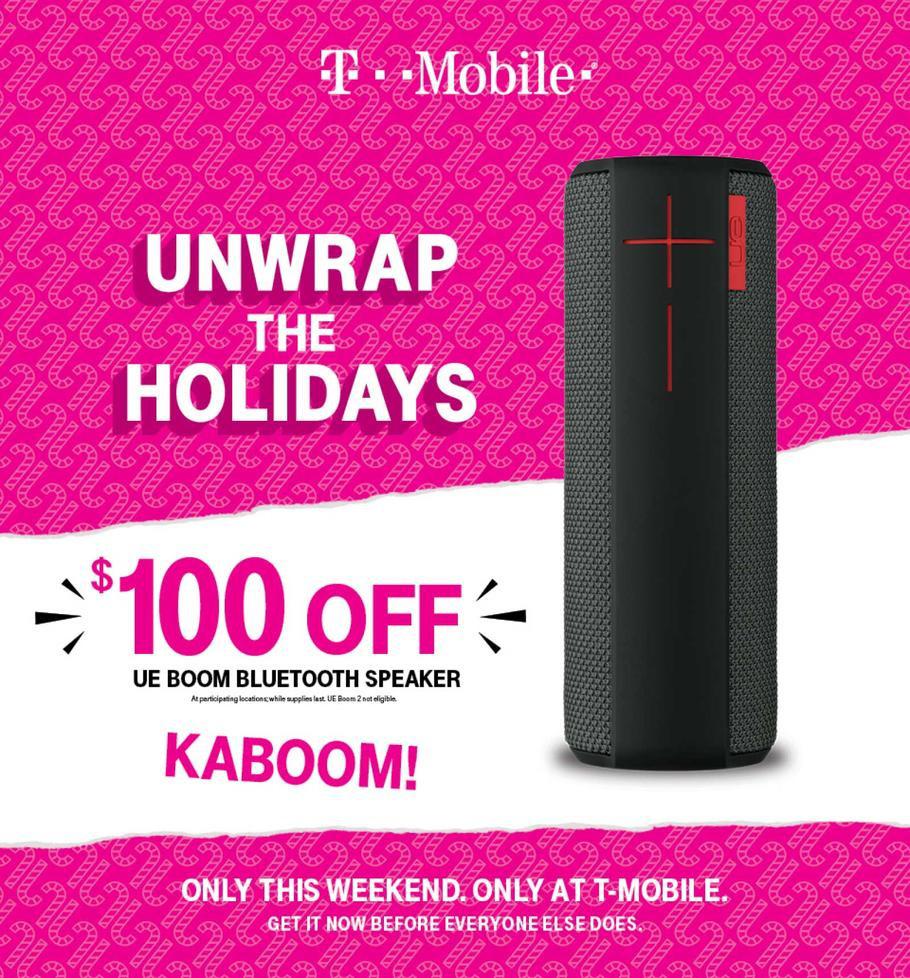 T··Mobile·
UNWRAP
THE
HOLIDAYS
ue
$100 OFF
UE BOOM BLUETOOTH SPEAKER
At participating locations; while supplies last. UE Boom 2 not eligible.
KABOOM!
ONLY THIS WEEKEND. ONLY AT T-MOBILE.
GET IT NOW BEFORE EVERYONE ELSE DOES.